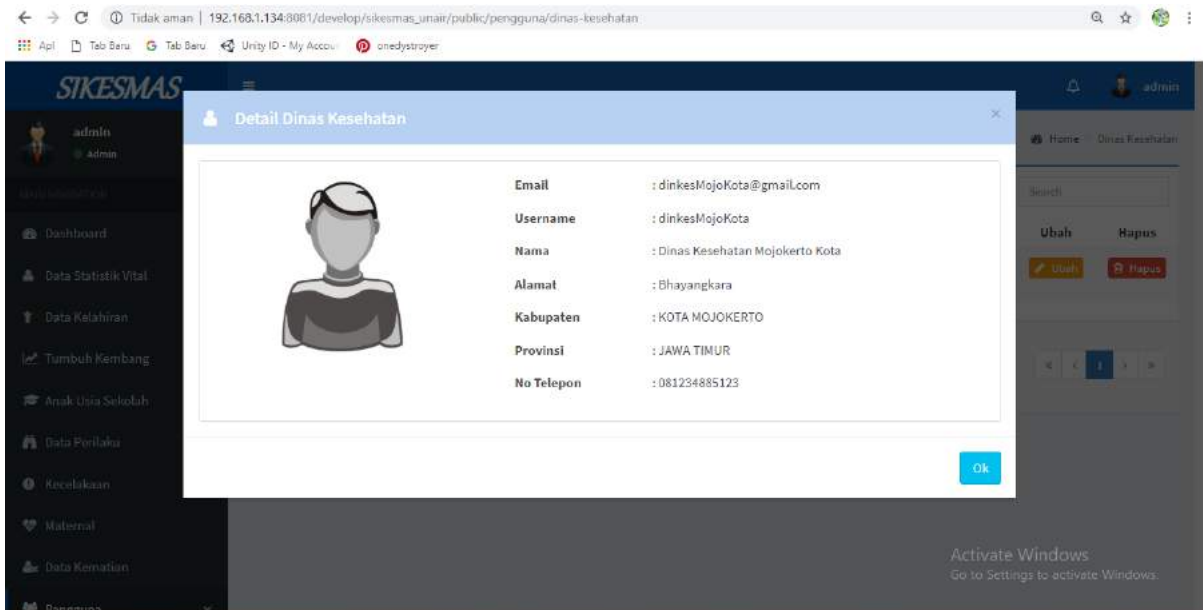 Tidak aman | 192.168.1.134:8081/develop/sikesmas_unair/public/pengguna/dinas-kesehatan
Apl Tab Baru Tab Baru Unity ID - My Accou onedystroyer
SIKESMAS admin
Detail Dinas Kesehatan ×
admin
Admin
Home Dinas Kesehatan
MAIN NAVIGATION
Search
Dashboard
Data Statistik Vital
Data Kelahiran
Tumbuh Kembang
Anak Usia Sekolah
Data Perilaku
Kecelakaan
Maternal
Data Kematian
Pengguna
Email : dinkesMojoKota@gmail.com
Username : dinkesMojoKota
Nama : Dinas Kesehatan Mojokerto Kota
Alamat : Bhayangkara
Kabupaten : KOTA MOJOKERTO
Provinsi : JAWA TIMUR
No Telepon : 081234885123
Ok
Ubah Hapus
Ubah Hapus
« ‹ 1 › »
Activate Windows
Go to Settings to activate Windows.